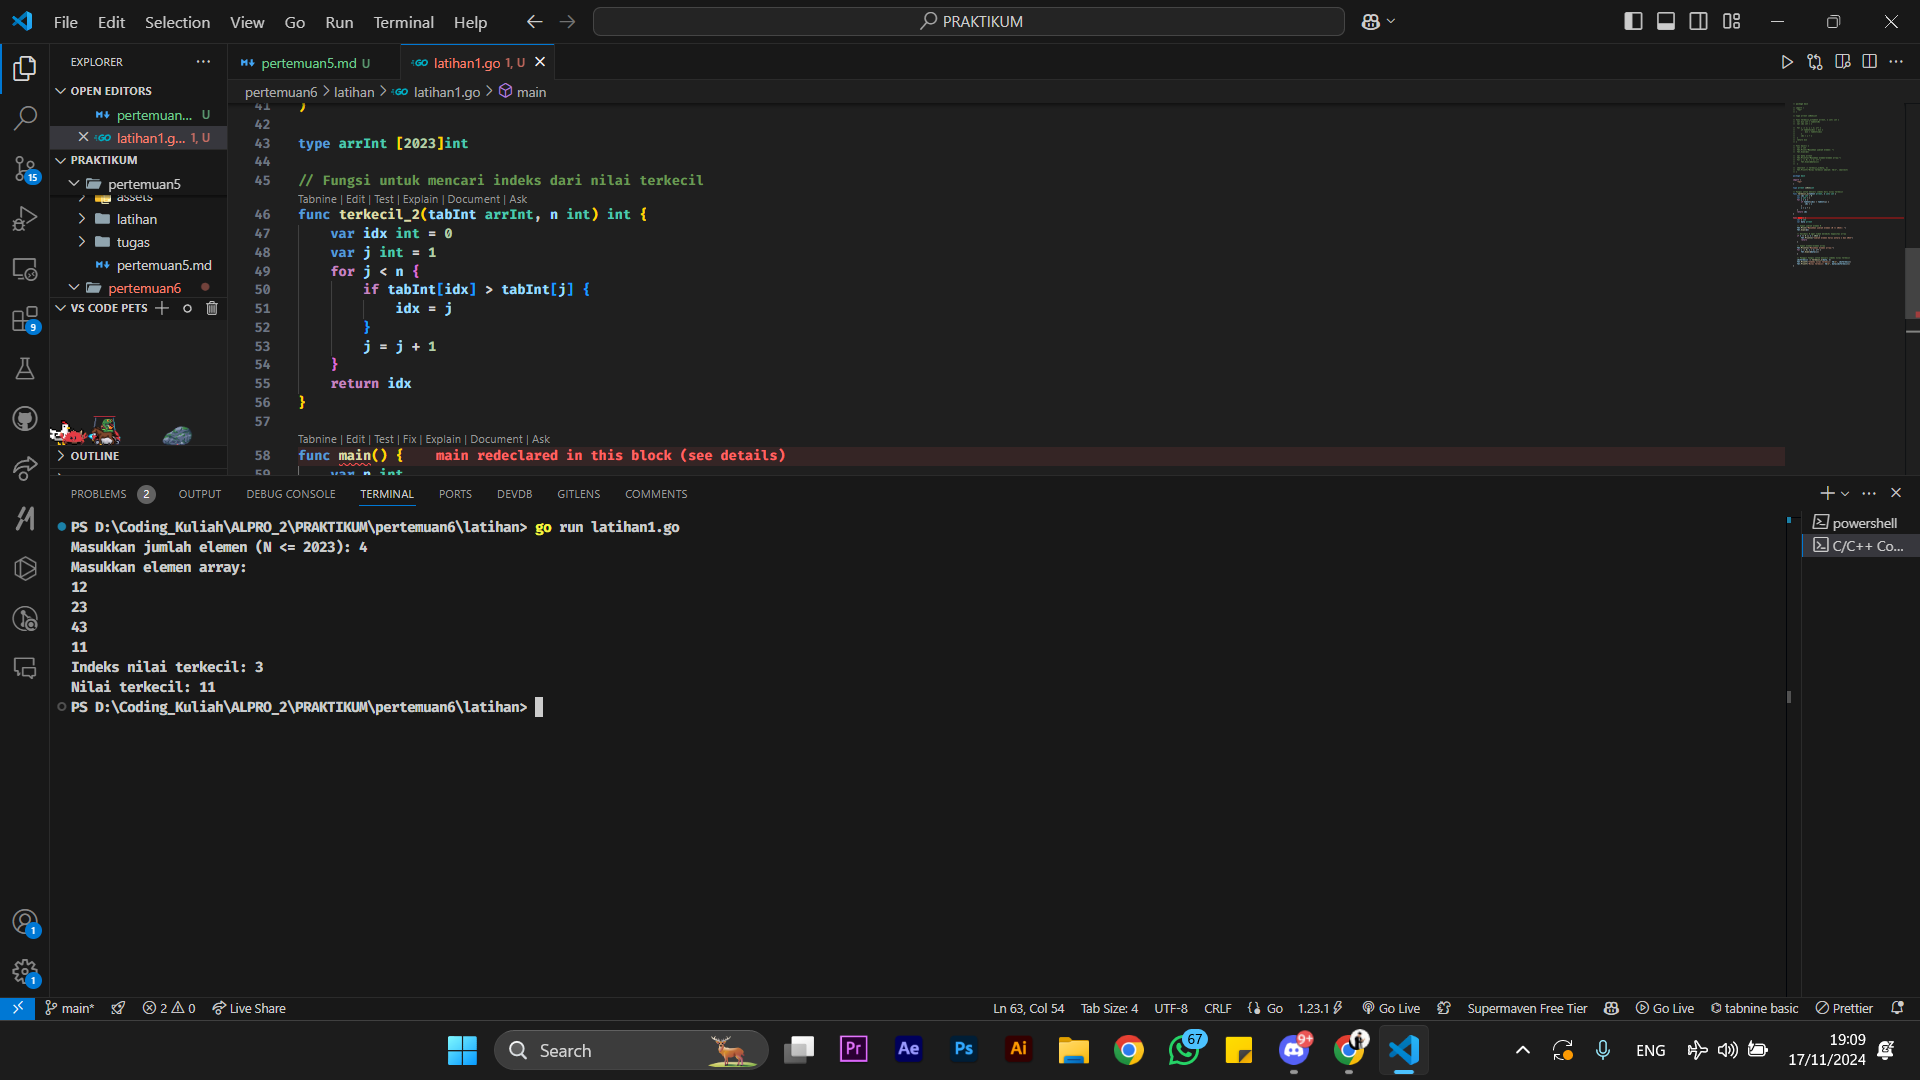 File Edit Selection View Go Run Terminal Help
PRAKTIKUM
EXPLORER
OPEN EDITORS
pertemuan... U
latihan1.g... 1, U
PRAKTIKUM
pertemuan5
assets
latihan
tugas
pertemuan5.md
pertemuan6
VS CODE PETS
OUTLINE
pertemuan5.md U
latihan1.go 1, U
pertemuan6 > latihan > latihan1.go > main
41 )
42
43 type arrInt [2023]int
44
45 // Fungsi untuk mencari indeks dari nilai terkecil
Tabnine | Edit | Test | Explain | Document | Ask
46 func terkecil_2(tabInt arrInt, n int) int {
47 var idx int = 0
48 var j int = 1
49 for j < n {
50 if tabInt[idx] > tabInt[j] {
51 idx = j
52 }
53 j = j + 1
54 }
55 return idx
56 }
57
Tabnine | Edit | Test | Fix | Explain | Document | Ask
58 func main() { main redeclared in this block (see details)
59 var n int
PROBLEMS 2 OUTPUT DEBUG CONSOLE TERMINAL PORTS DEVDB GITLENS COMMENTS
PS D:\Coding_Kuliah\ALPRO_2\PRAKTIKUM\pertemuan6\latihan> go run latihan1.go
Masukkan jumlah elemen (N <= 2023): 4
Masukkan elemen array:
12
23
43
11
Indeks nilai terkecil: 3
Nilai terkecil: 11
PS D:\Coding_Kuliah\ALPRO_2\PRAKTIKUM\pertemuan6\latihan>
powershell
C/C++ Co...
15
9
1
1
main* 2 0 Live Share
Ln 63, Col 54 Tab Size: 4 UTF-8 CRLF Go 1.23.1 Go Live Supermaven Free Tier Go Live tabnine basic Prettier
Search
Pr Ae Ps Ai
67
9+
ENG
19:09
17/11/2024